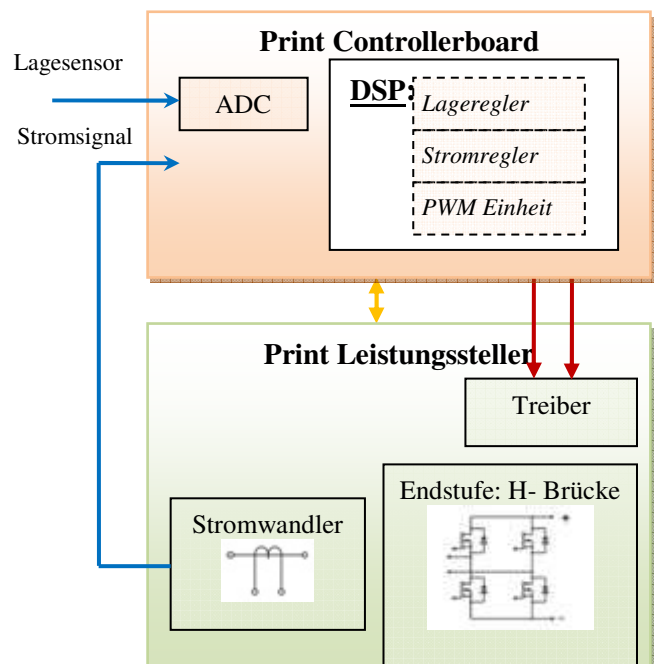 Print Controllerboard
Lagesensor
ADC
DSP:
Lageregler
Stromsignal
Stromregler
PWM Einheit
Print Leistungssteller
Treiber
Endstufe: H- Brücke
Stromwandler
+
-